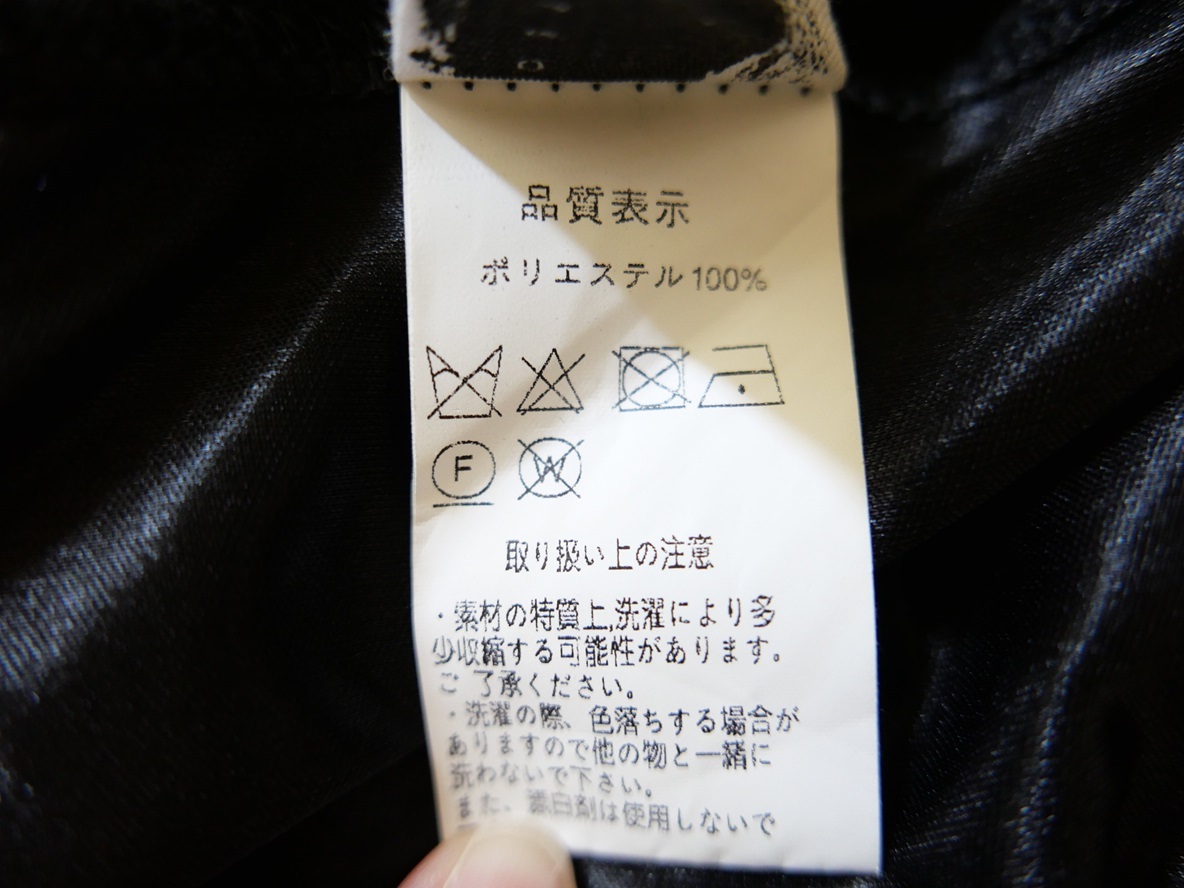 品質表示
ポリエステル100%
F
W
取り扱い上の注意
・素材の特質上,洗濯により多
少収縮する可能性があります。
ご了承ください。
・洗濯の際、色落ちする場合が
ありますので他の物と一緒に
洗わないで下さい。
また、漂白剤は使用しないで